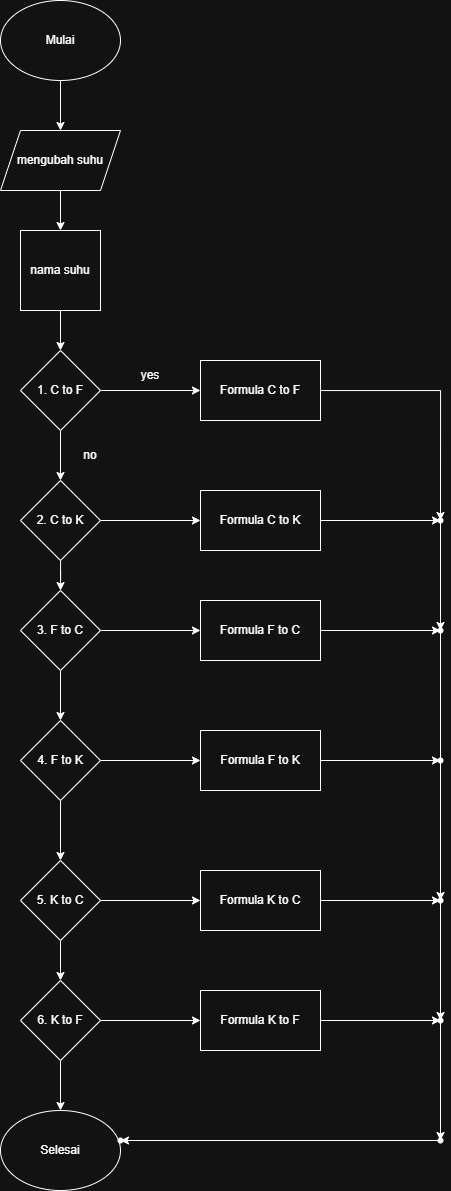 Mulai
mengubah suhu
nama suhu
1. C to F
yes
Formula C to F
no
2. C to K
Formula C to K
3. F to C
Formula F to C
4. F to K
Formula F to K
5. K to C
Formula K to C
6. K to F
Formula K to F
Selesai